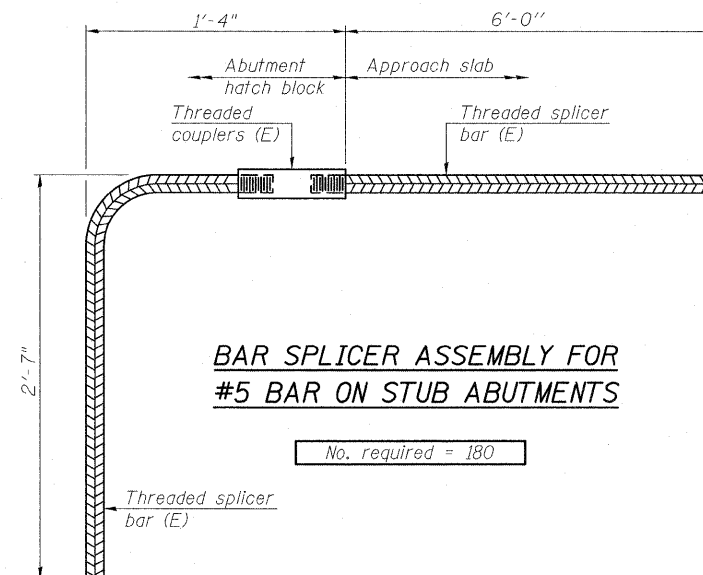 1'-4"
6'-0"
Abutment
hatch block
Approach slab
Threaded
couplers (E)
Threaded splicer
bar (E)
2'-7"
BAR SPLICER ASSEMBLY FOR
#5 BAR ON STUB ABUTMENTS
No. required = 180
Threaded splicer
bar (E)